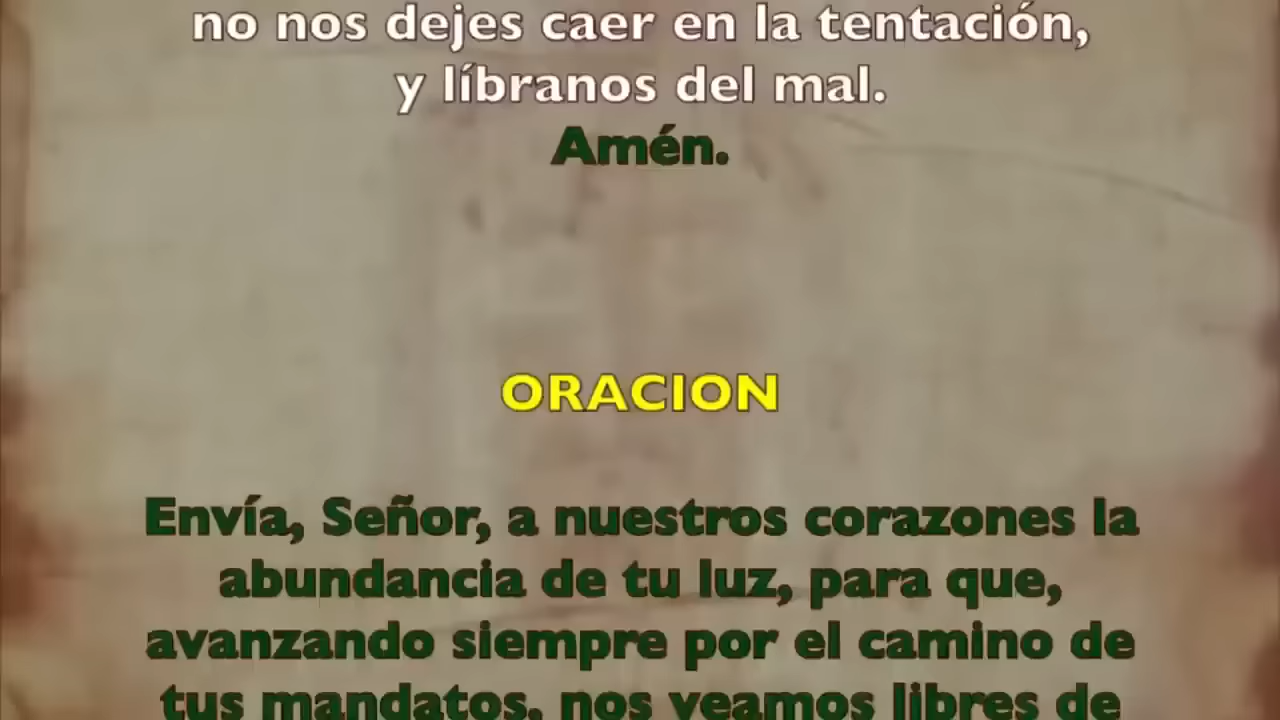 no nos dejes caer en la tentación,
y líbranos del mal.
Amén.
ORACION
Envía, Señor, a nuestros corazones la
abundancia de tu luz, para que,
avanzando siempre por el camino de
tus mandatos, nos veamos libres de